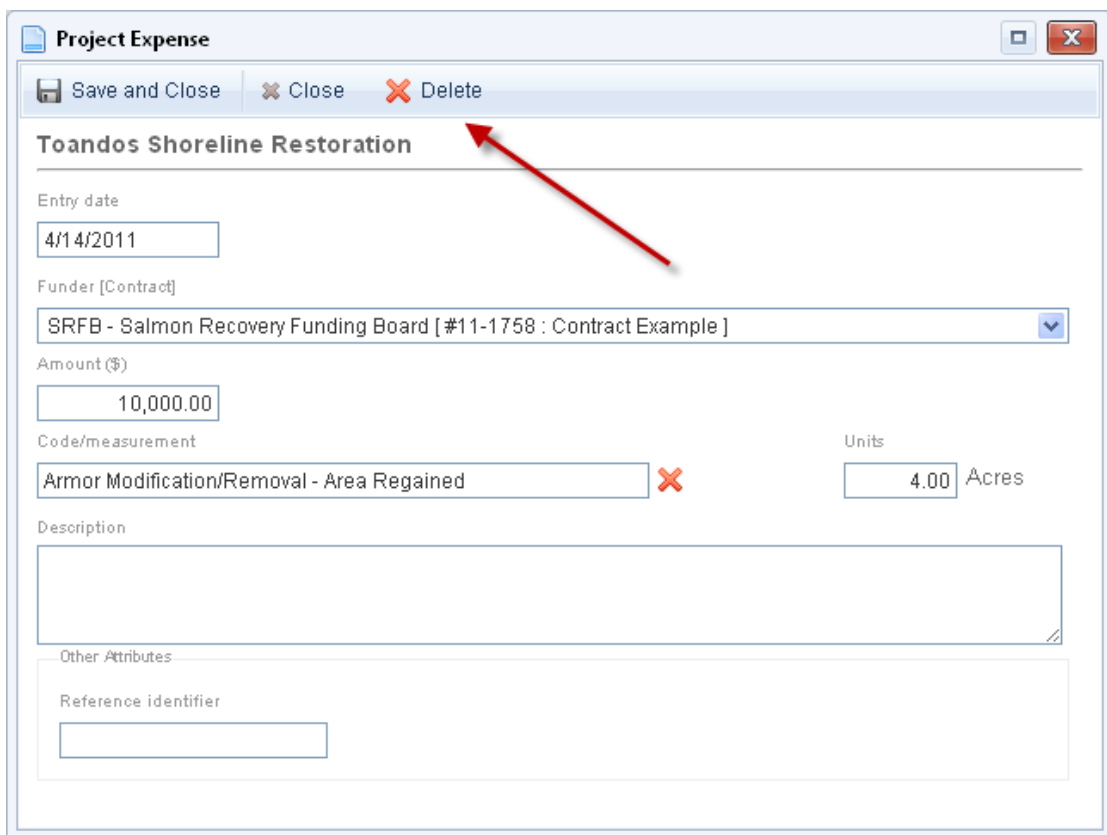 Project Expense
Save and Close Close Delete
Toandos Shoreline Restoration
Entry date
4/14/2011
Funder [Contract]
SRFB - Salmon Recovery Funding Board [ #11-1758 : Contract Example ]
Amount ($)
10,000.00
Code/measurement Units
Armor Modification/Removal - Area Regained 4.00 Acres
Description
Other Attributes
Reference identifier